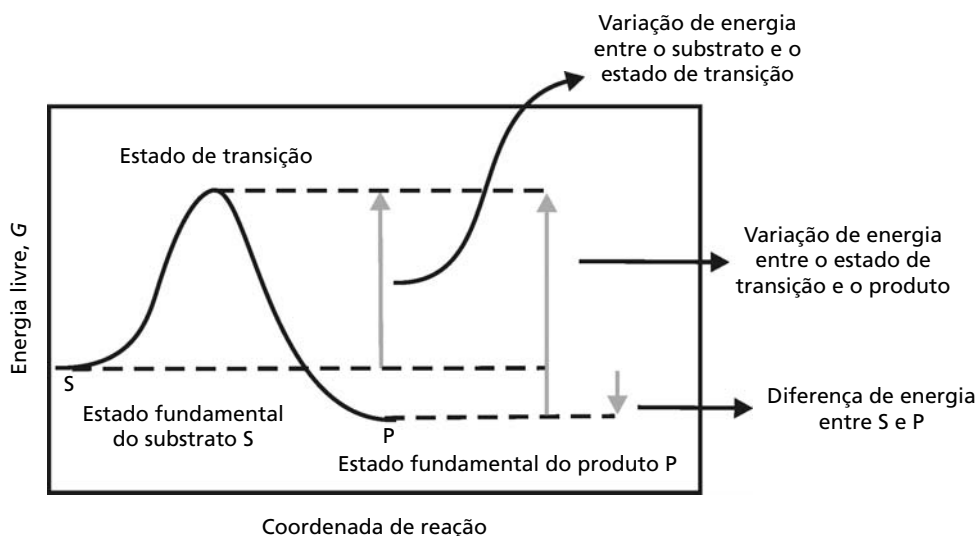 Variação de energia
entre o substrato e o
estado de transição
Estado de transição
Energia livre, G
Variação de energia
entre o estado de
transição e o produto
S
Estado fundamental
do substrato S
P
Estado fundamental do produto P
Diferença de energia
entre S e P
Coordenada de reação